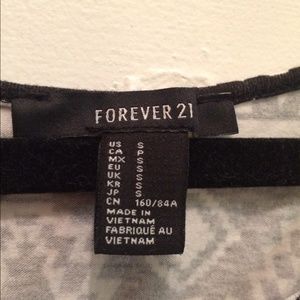 FOREVER 21
US S
CA P
MX S
EU S
UK S
KR S
JP S
CN 160/84A
MADE IN
VIETNAM
FABRIQUÉ AU
VIETNAM